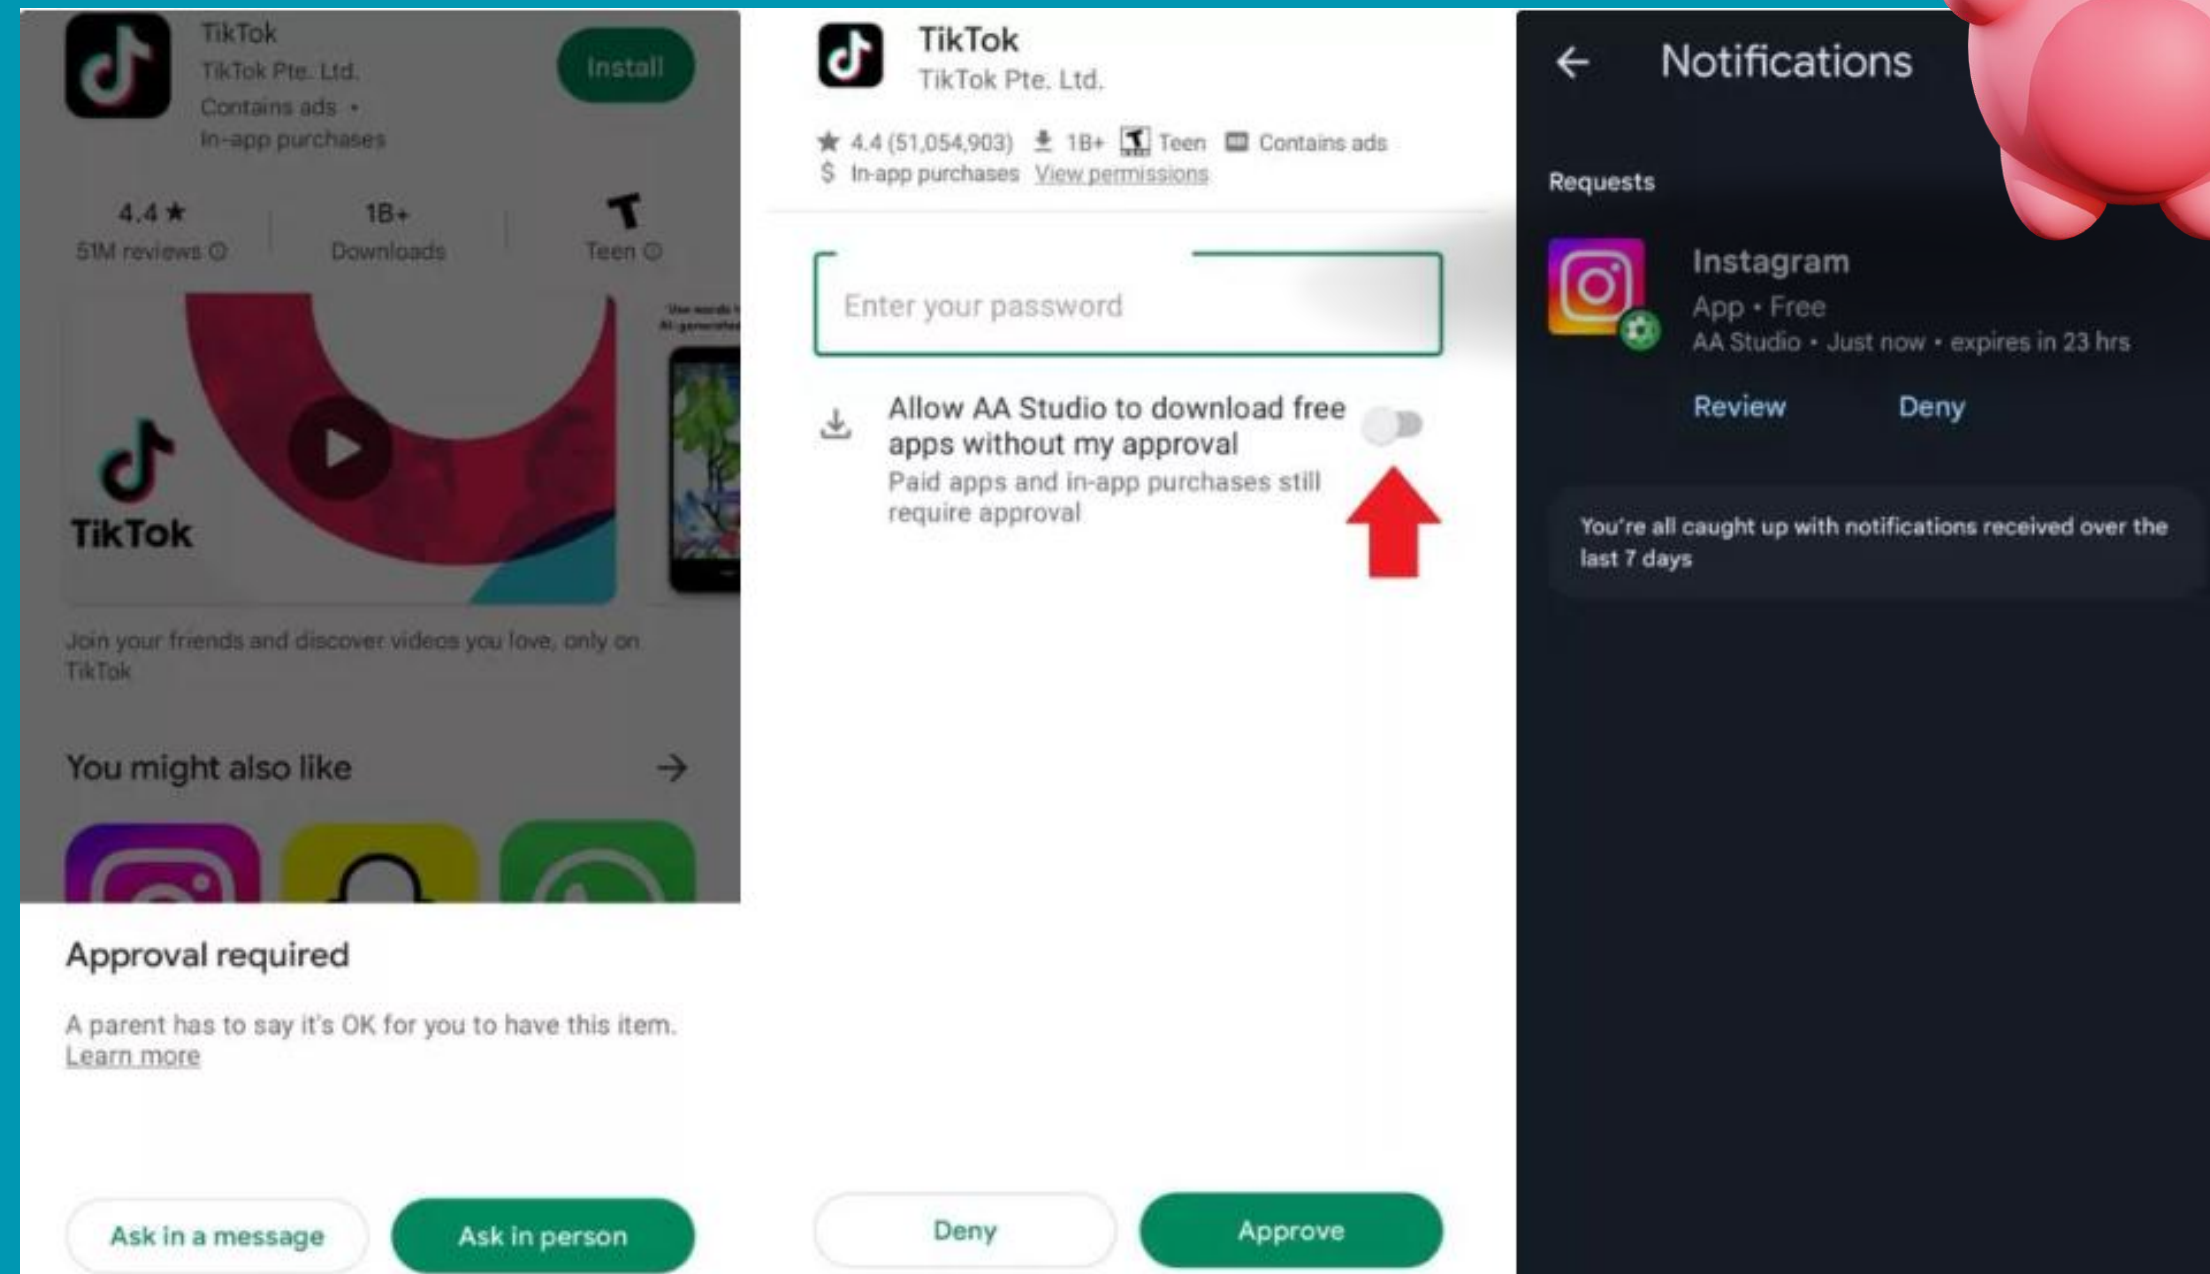 TikTok
TikTok Pte. Ltd.
Contains ads •
In-app purchases
Install
4.4 ★
51M reviews
1B+
Downloads
T
Teen
Use words
AI-generated
TikTok
Join your friends and discover videos you love, only on
TikTok
You might also like
Approval required
A parent has to say it's OK for you to have this item.
Learn more
Ask in a message
Ask in person
TikTok
TikTok Pte. Ltd.
★ 4.4 (51,054,903) 1B+ T Teen Contains ads
$ In-app purchases View permissions
Enter your password
Allow AA Studio to download free
apps without my approval
Paid apps and in-app purchases still
require approval
Deny
Approve
← Notifications
Requests
Instagram
App • Free
AA Studio • Just now • expires in 23 hrs
Review
Deny
You're all caught up with notifications received over the
last 7 days